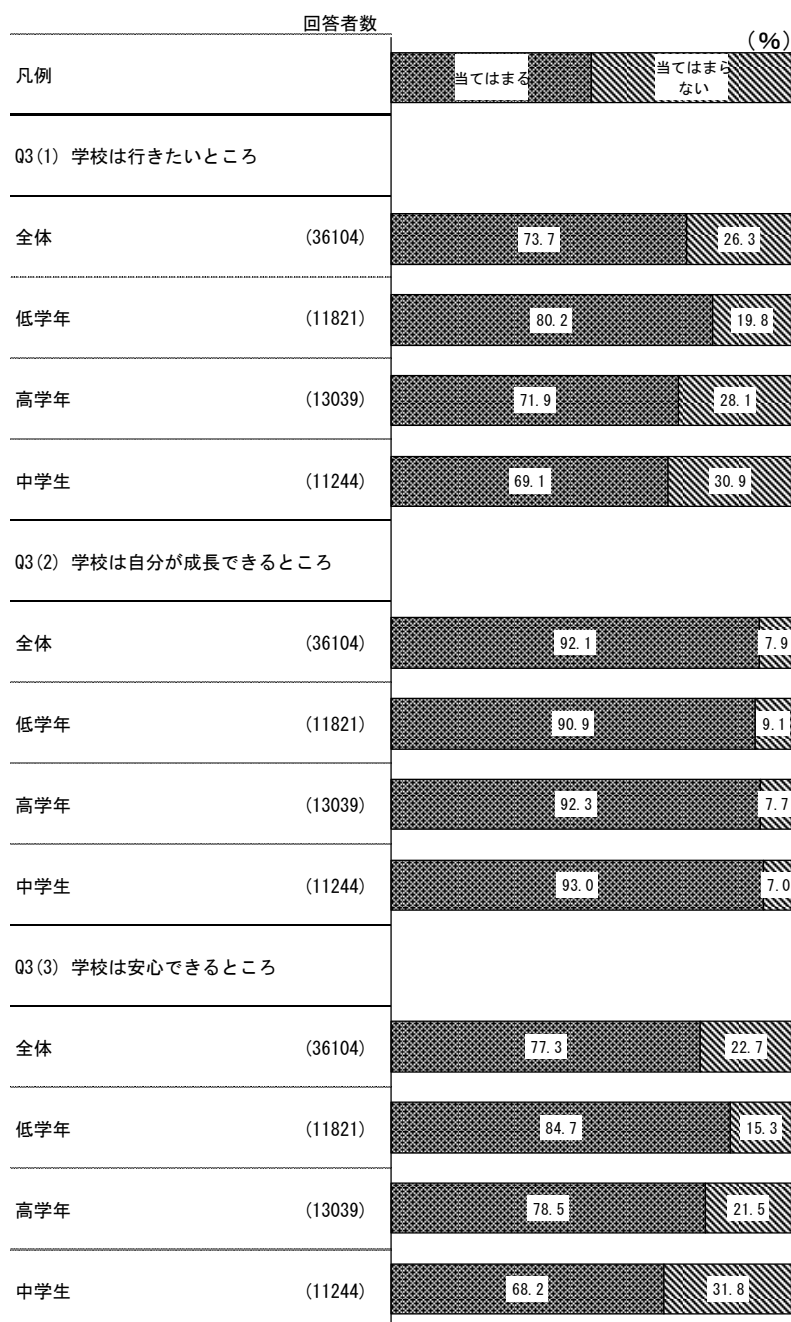 回答者数
(%)
凡例
当てはまる
当てはまら
ない
Q3(1) 学校は行きたいところ
全体 (36104) 73.7 26.3
低学年 (11821) 80.2 19.8
高学年 (13039) 71.9 28.1
中学生 (11244) 69.1 30.9
Q3(2) 学校は自分が成長できるところ
全体 (36104) 92.1 7.9
低学年 (11821) 90.9 9.1
高学年 (13039) 92.3 7.7
中学生 (11244) 93.0 7.0
Q3(3) 学校は安心できるところ
全体 (36104) 77.3 22.7
低学年 (11821) 84.7 15.3
高学年 (13039) 78.5 21.5
中学生 (11244) 68.2 31.8